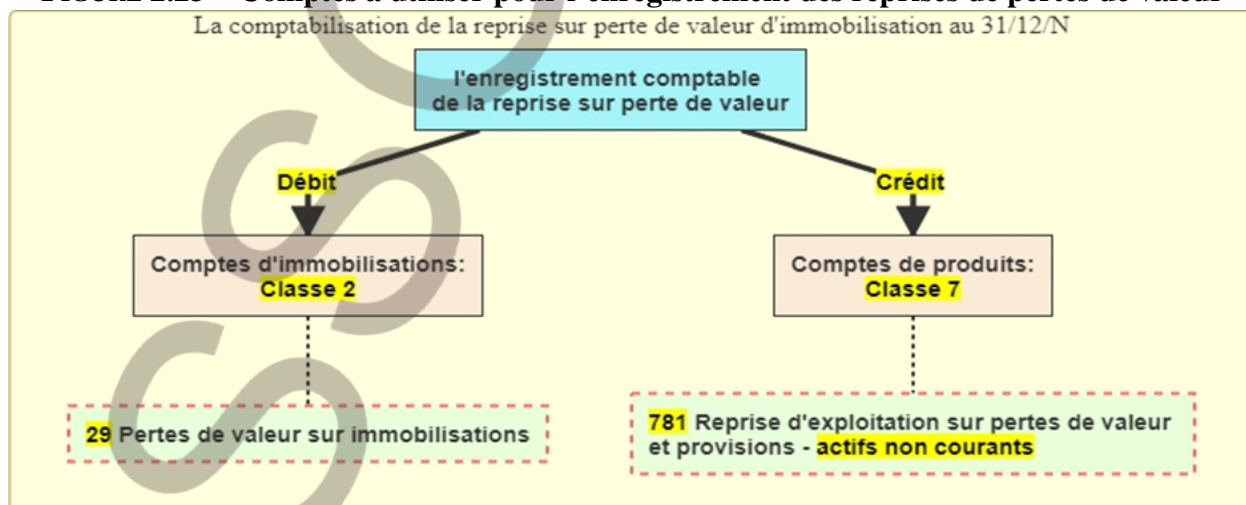 La comptabilisation de la reprise sur perte de valeur d'immobilisation au 31/12/N
l'enregistrement comptable
de la reprise sur perte de valeur
Débit
Crédit
Comptes d'immobilisations:
Classe 2
Comptes de produits:
Classe 7
29 Pertes de valeur sur immobilisations
781 Reprise d'exploitation sur pertes de valeur
et provisions - actifs non courants